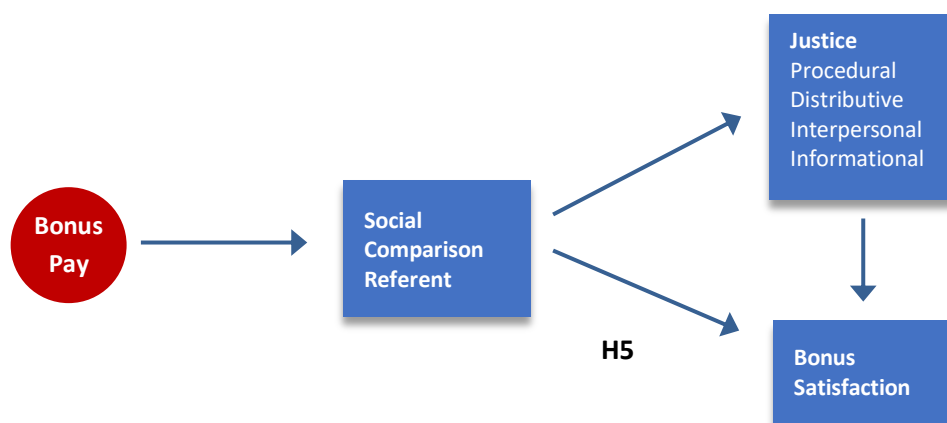 Bonus
Pay
Social
Comparison
Referent
Justice
Procedural
Distributive
Interpersonal
Informational
H5
Bonus
Satisfaction